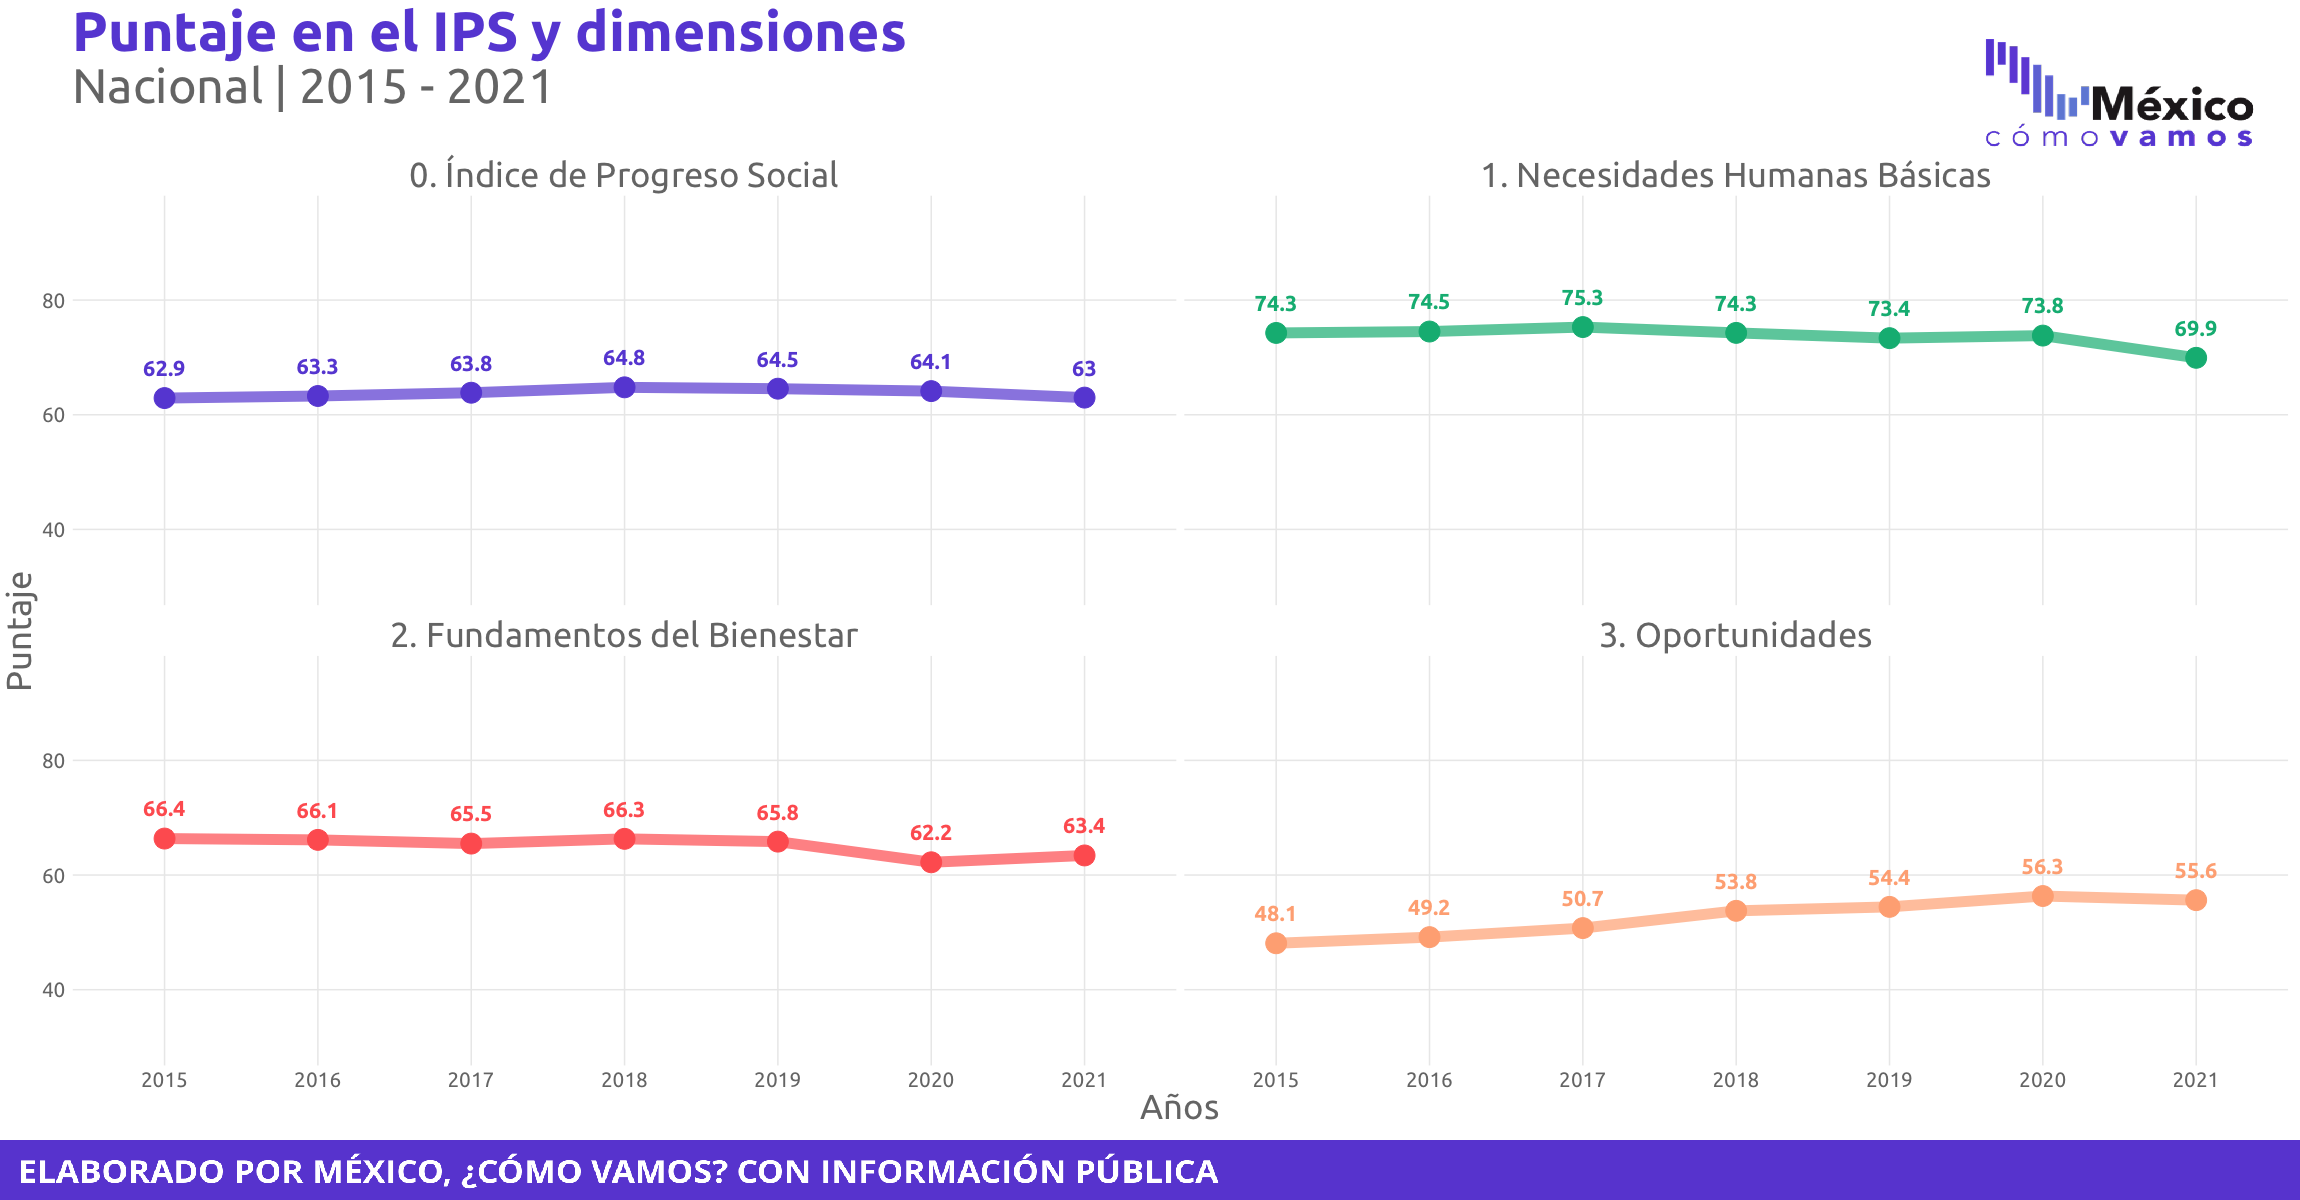 Puntaje en el IPS y dimensiones
Nacional | 2015 - 2021
México
cómovamos
0. Índice de Progreso Social
80
60
40
62.9 63.3 63.8 64.8 64.5 64.1 63
1. Necesidades Humanas Básicas
74.3 74.5 75.3 74.3 73.4 73.8 69.9
Puntaje
2. Fundamentos del Bienestar
80
60
40
66.4 66.1 65.5 66.3 65.8 62.2 63.4
2015 2016 2017 2018 2019 2020 2021
3. Oportunidades
48.1 49.2 50.7 53.8 54.4 56.3 55.6
2015 2016 2017 2018 2019 2020 2021
Años
ELABORADO POR MÉXICO, ¿CÓMO VAMOS? CON INFORMACIÓN PÚBLICA